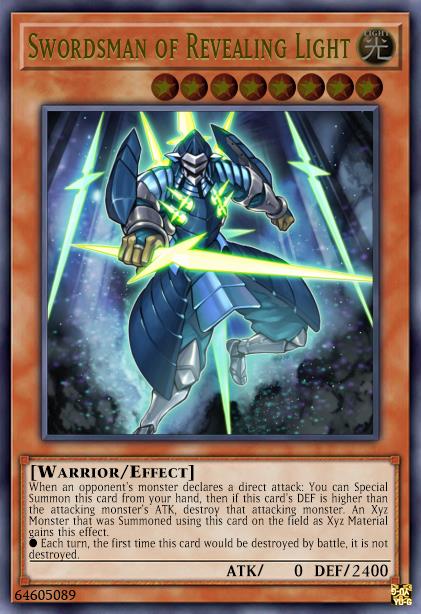 Swordsman of Revealing Light
LIGHT
光
[Warrior/Effect]
When an opponent's monster declares a direct attack: You can Special
Summon this card from your hand, then if this card's DEF is higher than
the attacking monster's ATK, destroy that attacking monster. An Xyz
Monster that was Summoned using this card on the field as Xyz Material
gains this effect.
● Each turn, the first time this card would be destroyed by battle, it is not
destroyed.
ATK/ 0 DEF/2400
64605089